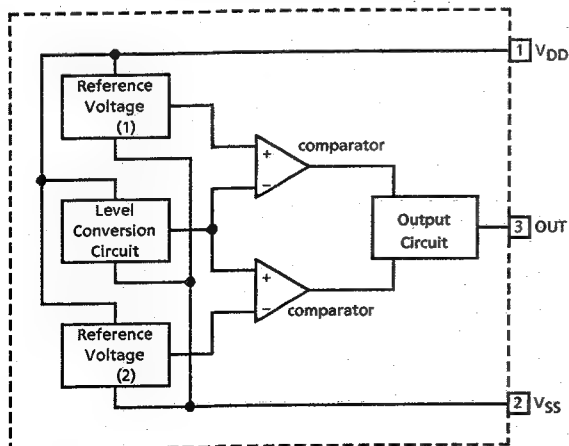 1 VDD
Reference
Voltage
(1)
comparator
+
−
Level
Conversion
Circuit
Output
Circuit
3 OUT
+
−
comparator
Reference
Voltage
(2)
2 VSS